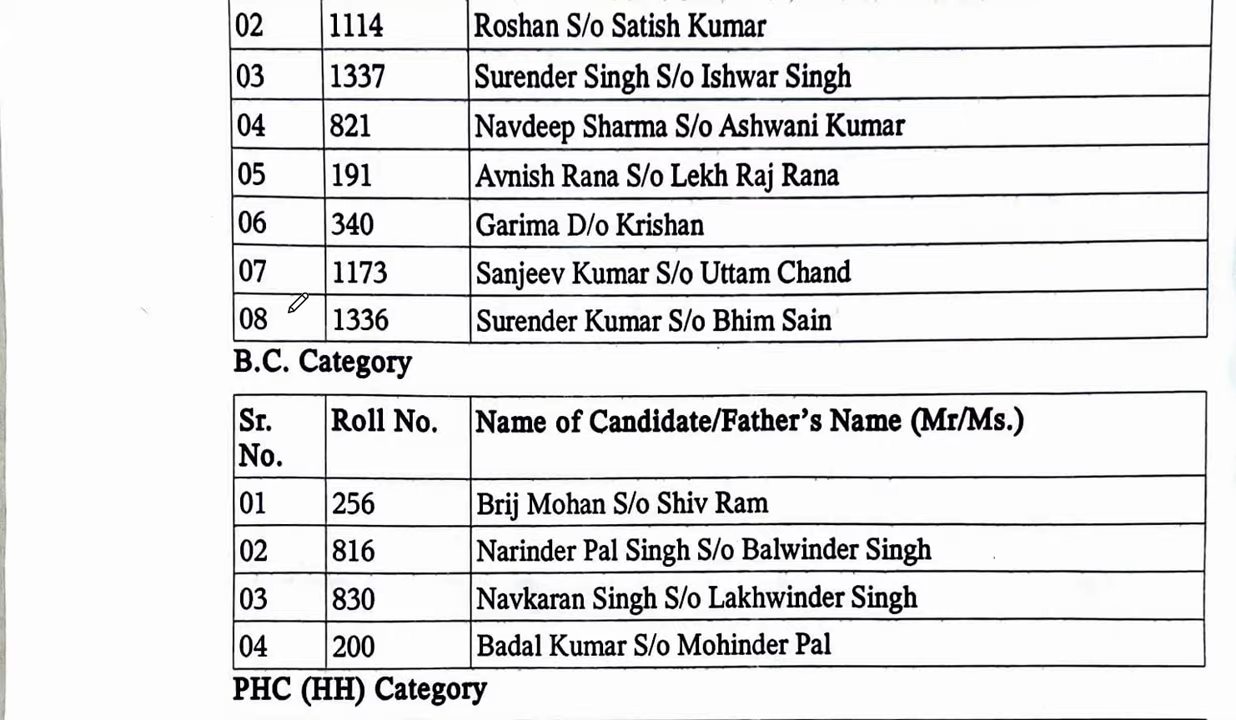 02 1114 Roshan S/o Satish Kumar
03 1337 Surender Singh S/o Ishwar Singh
04 821 Navdeep Sharma S/o Ashwani Kumar
05 191 Avnish Rana S/o Lekh Raj Rana
06 340 Garima D/o Krishan
07 1173 Sanjeev Kumar S/o Uttam Chand
08 1336 Surender Kumar S/o Bhim Sain
B.C. Category
Sr. Roll No. Name of Candidate/Father's Name (Mr/Ms.)
No.
01 256 Brij Mohan S/o Shiv Ram
02 816 Narinder Pal Singh S/o Balwinder Singh
03 830 Navkaran Singh S/o Lakhwinder Singh
04 200 Badal Kumar S/o Mohinder Pal
PHC (HH) Category